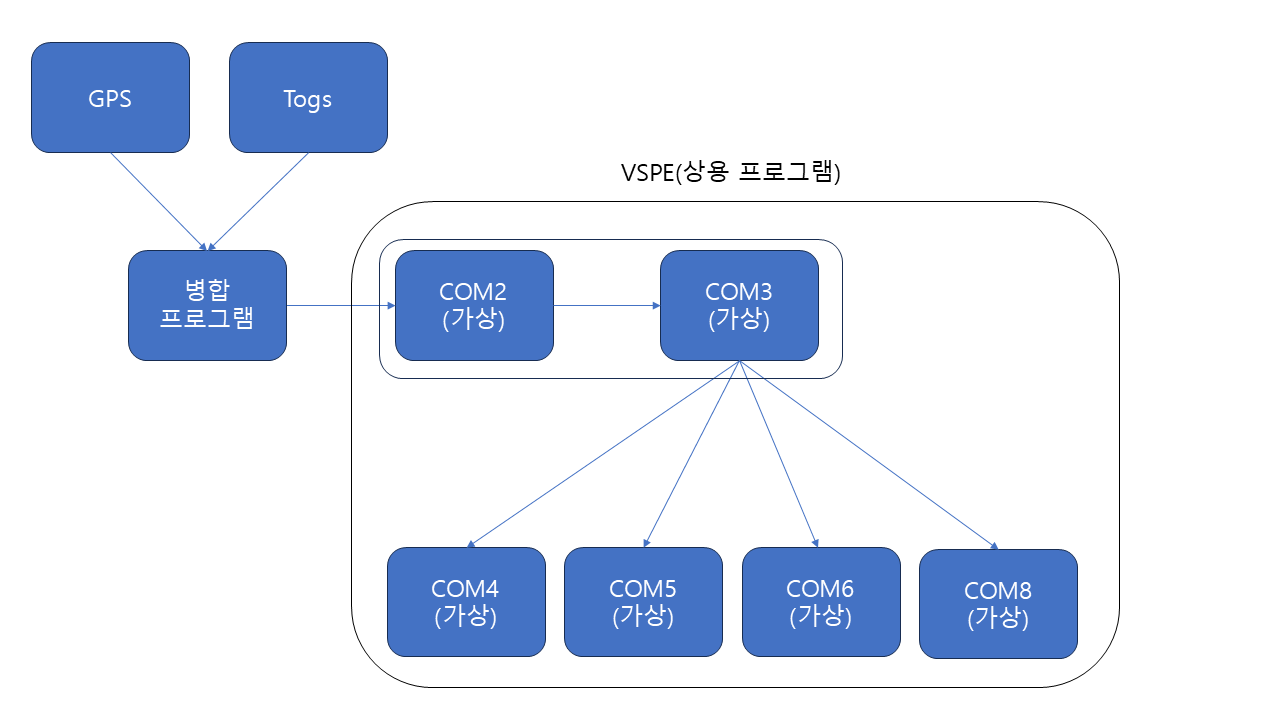 GPS
Togs
VSPE(상용 프로그램)
병합
프로그램
COM2
(가상)
COM3
(가상)
COM4
(가상)
COM5
(가상)
COM6
(가상)
COM8
(가상)